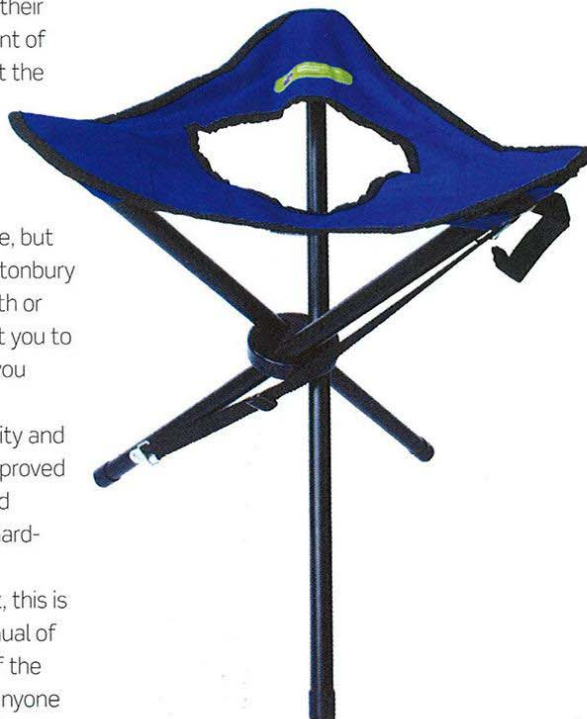 their
nt of
t the
e, but
tonbury
th or
t you to
you
ity and
proved
d
ard-
, this is
ual of
f the
nyone